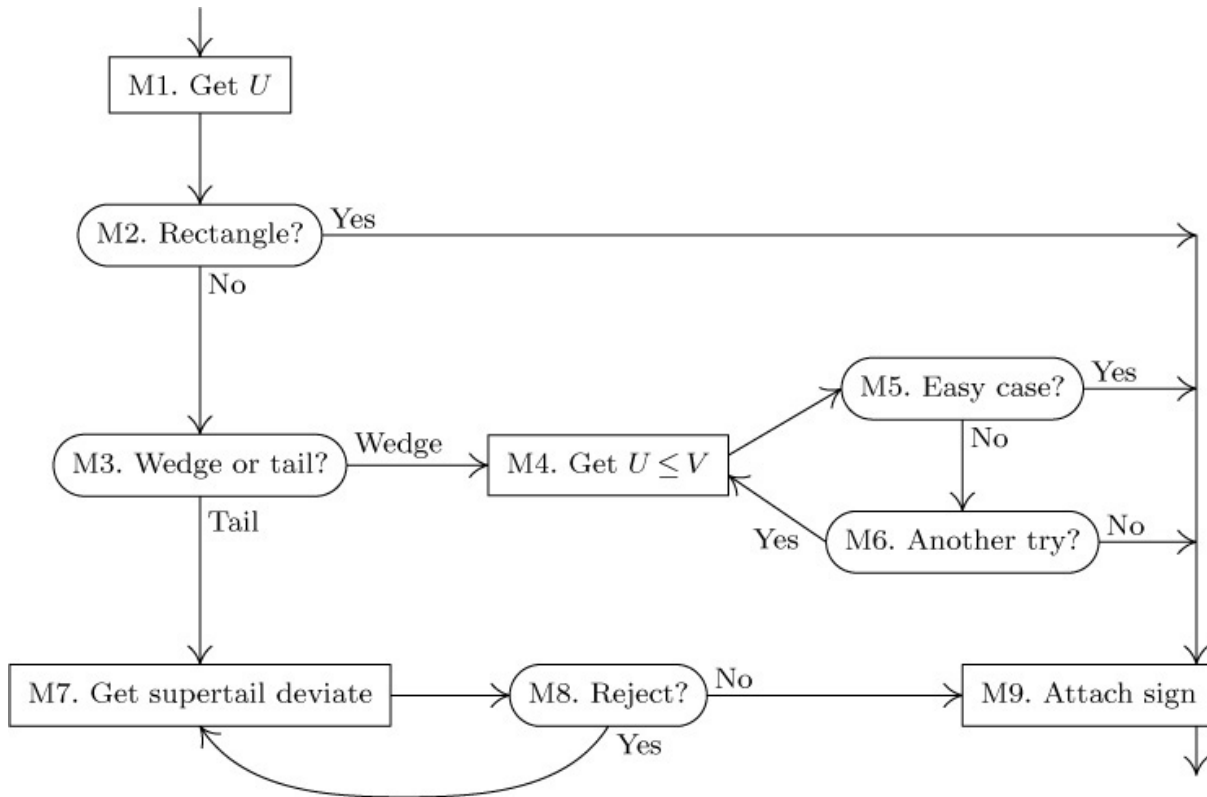 M1. Get U
M2. Rectangle?
Yes
No
M5. Easy case?
Yes
No
M3. Wedge or tail?
Wedge
M4. Get U ≤ V
Tail
Yes
M6. Another try?
No
M7. Get supertail deviate
M8. Reject?
No
Yes
M9. Attach sign